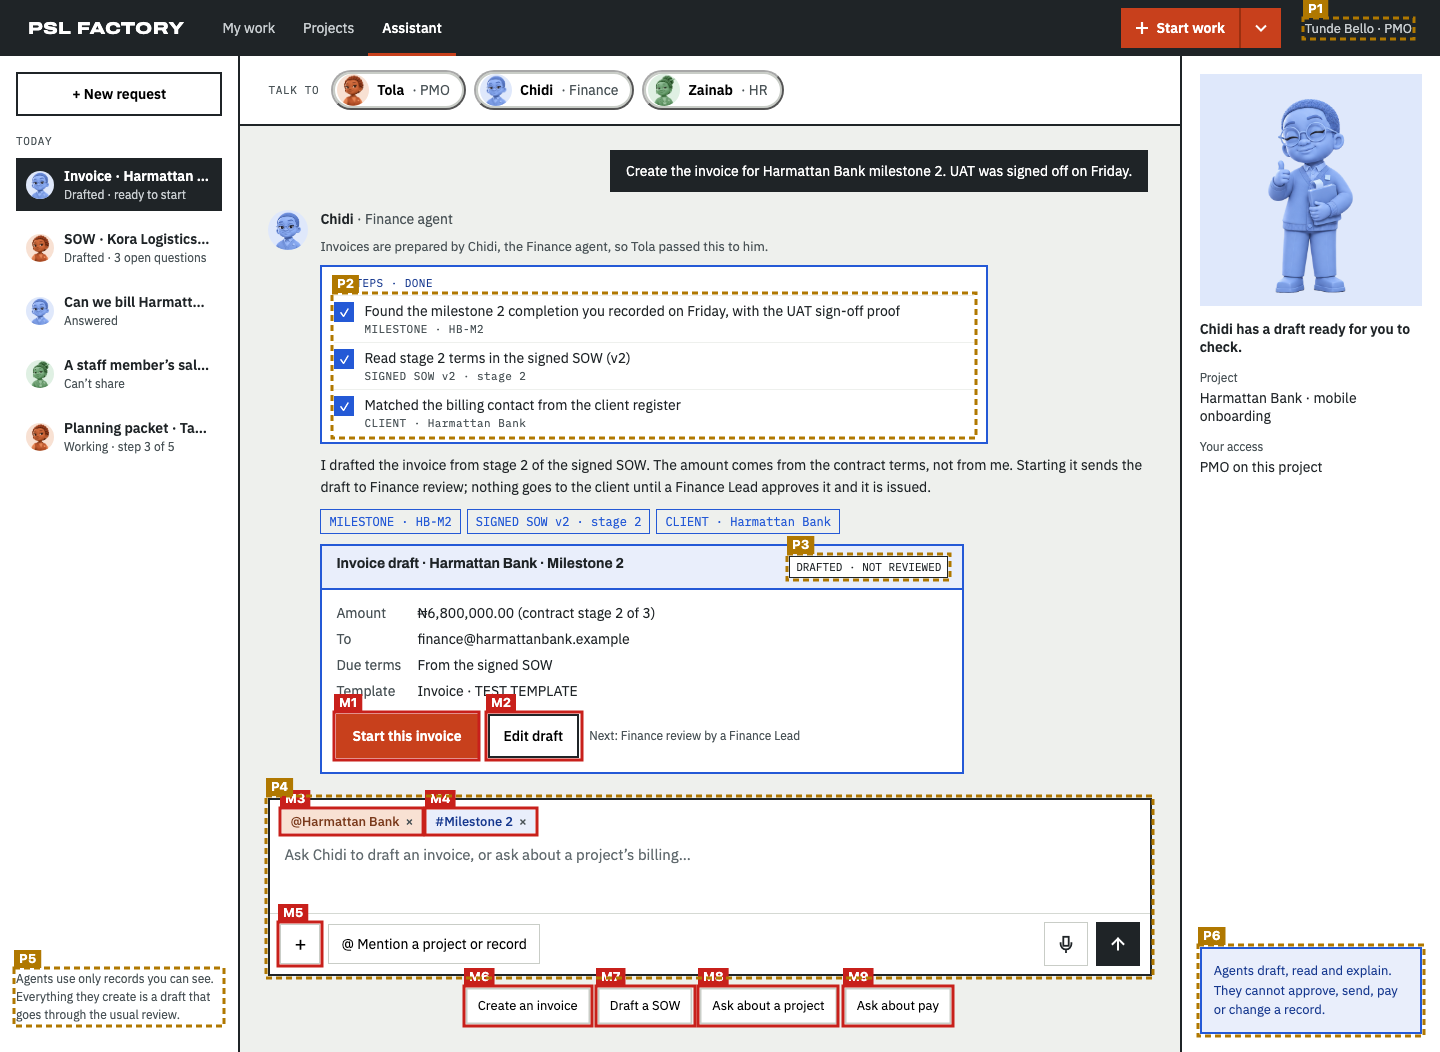 PSL FACTORY
My work
Projects
Assistant
+ Start work
P1
Tunde Bello · PMO
+ New request
TODAY
Invoice · Harmattan ...
Drafted · ready to start
SOW · Kora Logistics...
Drafted · 3 open questions
Can we bill Harmatt...
Answered
A staff member's sal...
Can't share
Planning packet · Ta...
Working · step 3 of 5
P5
Agents use only records you can see.
Everything they create is a draft that
goes through the usual review.
TALK TO
Tola · PMO
Chidi · Finance
Zainab · HR
Create the invoice for Harmattan Bank milestone 2. UAT was signed off on Friday.
Chidi · Finance agent
Invoices are prepared by Chidi, the Finance agent, so Tola passed this to him.
P2
TEPS · DONE
Found the milestone 2 completion you recorded on Friday, with the UAT sign-off proof
MILESTONE · HB-M2
Read stage 2 terms in the signed SOW (v2)
SIGNED SOW v2 · stage 2
Matched the billing contact from the client register
CLIENT · Harmattan Bank
I drafted the invoice from stage 2 of the signed SOW. The amount comes from the contract terms, not from me. Starting it sends the
draft to Finance review; nothing goes to the client until a Finance Lead approves it and it is issued.
MILESTONE · HB-M2
SIGNED SOW v2 · stage 2
CLIENT · Harmattan Bank
P3
Invoice draft · Harmattan Bank · Milestone 2
DRAFTED · NOT REVIEWED
Amount ₦6,800,000.00 (contract stage 2 of 3)
To finance@harmattanbank.example
Due terms From the signed SOW
Template Invoice · TEST TEMPLATE
M1
M2
Start this invoice
Edit draft
Next: Finance review by a Finance Lead
P4
M3
M4
@Harmattan Bank ×
#Milestone 2 ×
Ask Chidi to draft an invoice, or ask about a project's billing...
M5
+
@ Mention a project or record
M6
M7
M8
M9
Create an invoice
Draft a SOW
Ask about a project
Ask about pay
Chidi has a draft ready for you to
check.
Project
Harmattan Bank · mobile
onboarding
Your access
PMO on this project
P6
Agents draft, read and explain.
They cannot approve, send, pay
or change a record.